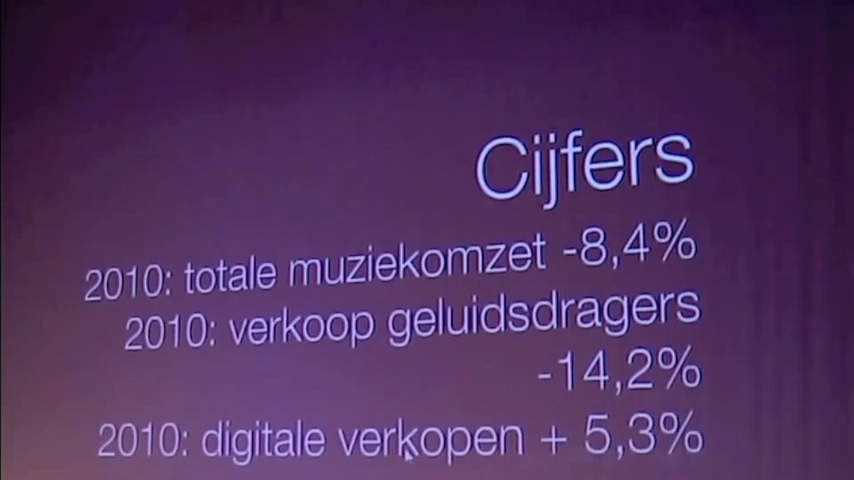 Cijfers
2010: totale muziekomzet -8,4%
2010: verkoop geluidsdragers
-14,2%
2010: digitale verkopen + 5,3%